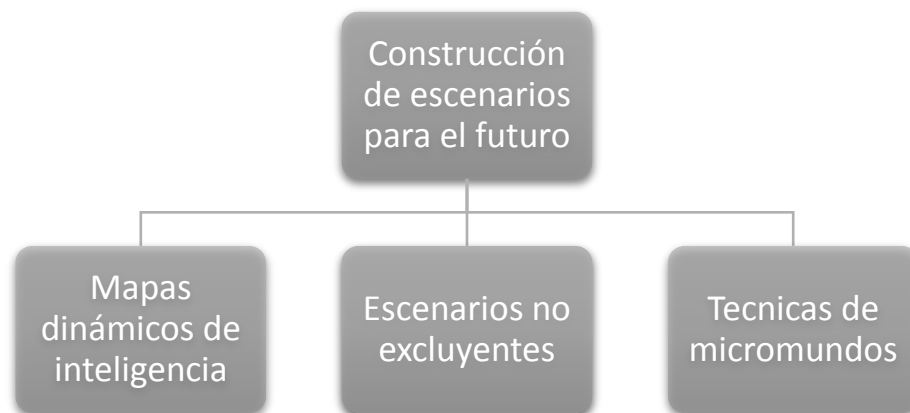 Construcción
de escenarios
para el futuro
Mapas
dinámicos de
inteligencia
Escenarios no
excluyentes
Tecnicas de
micromundos